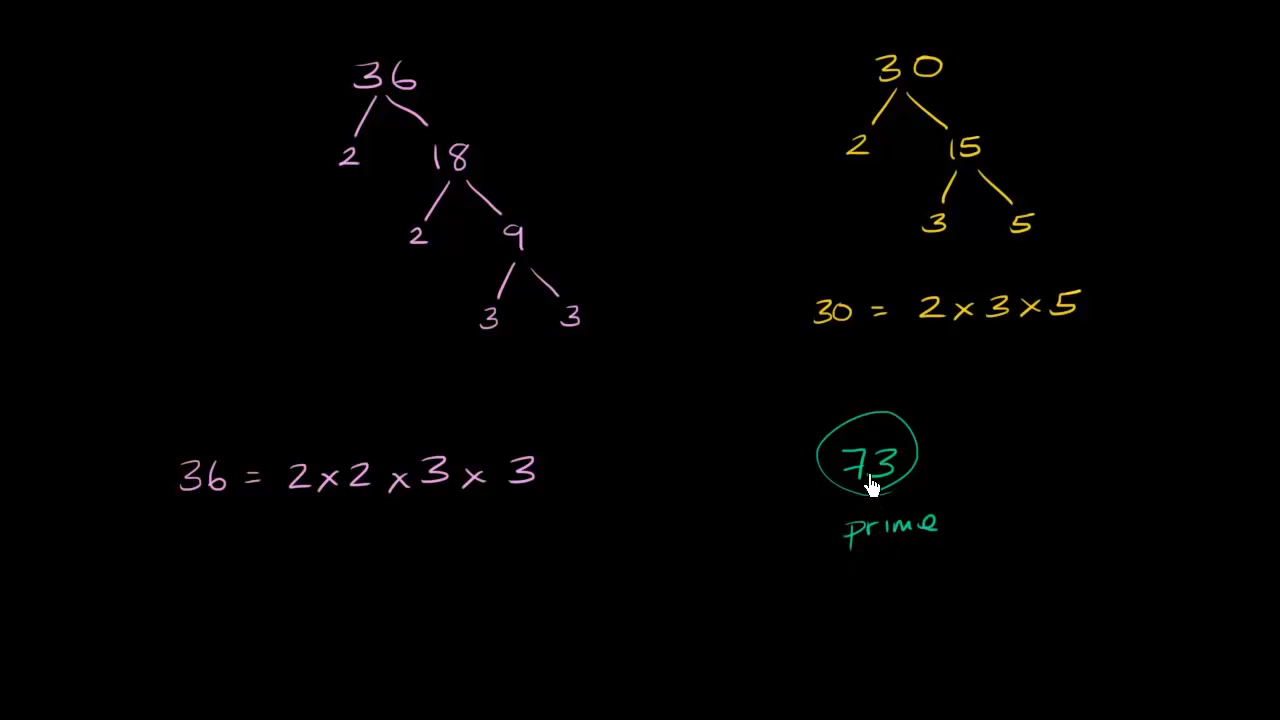 36
2 18
2 9
3 3
36 = 2 x 2 x 3 x 3
30
2 15
3 5
30 = 2 x 3 x 5
73
prime